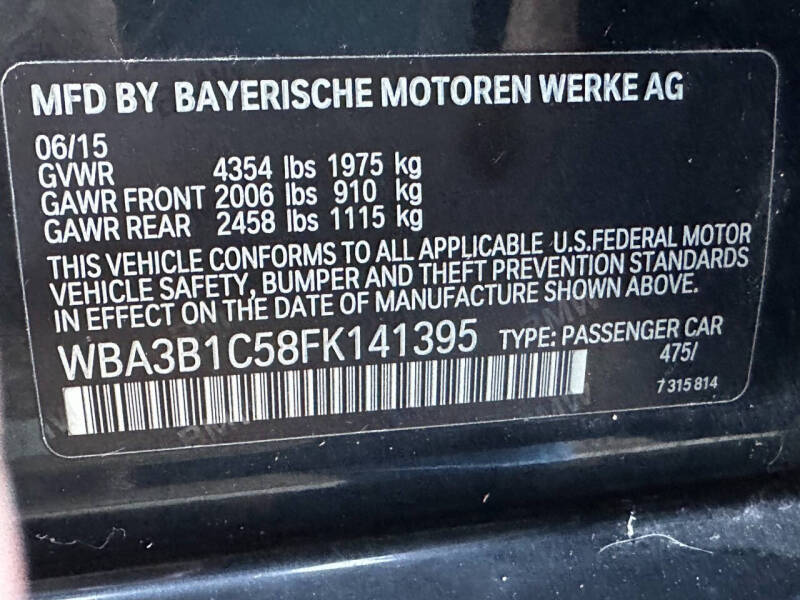 MFD BY BAYERISCHE MOTOREN WERKE AG
06/15
GVWR 4354 lbs 1975 kg
GAWR FRONT 2006 lbs 910 kg
GAWR REAR 2458 lbs 1115 kg
THIS VEHICLE CONFORMS TO ALL APPLICABLE U.S.FEDERAL MOTOR
VEHICLE SAFETY, BUMPER AND THEFT PREVENTION STANDARDS
IN EFFECT ON THE DATE OF MANUFACTURE SHOWN ABOVE.
WBA3B1C58FK141395 TYPE: PASSENGER CAR
475/
7 315 814